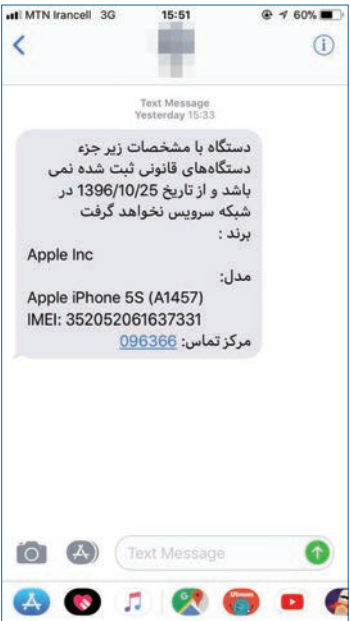 MTN Irancell 3G 15:51 60%
Text Message
Yesterday 15:33
دستگاه با مشخصات زیر جزء
دستگاه‌های قانونی ثبت شده نمی
باشد و از تاریخ 1396/10/25 در
شبکه سرویس نخواهد گرفت
برند :
Apple Inc
مدل:
Apple iPhone 5S (A1457)
IMEI: 352052061637331
مرکز تماس: 096366
Text Message